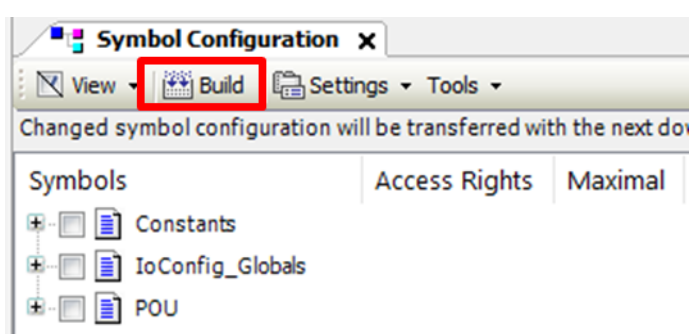 Symbol Configuration
View Build Settings Tools
Changed symbol configuration will be transferred with the next
Symbols Access Rights Maximal
Constants
IoConfig_Globals
POU